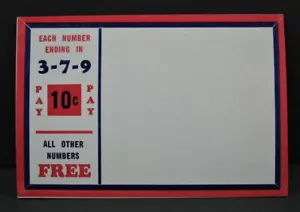 EACH NUMBER
ENDING IN
3-7-9
PAY 10¢ PAY
ALL OTHER
NUMBERS
FREE